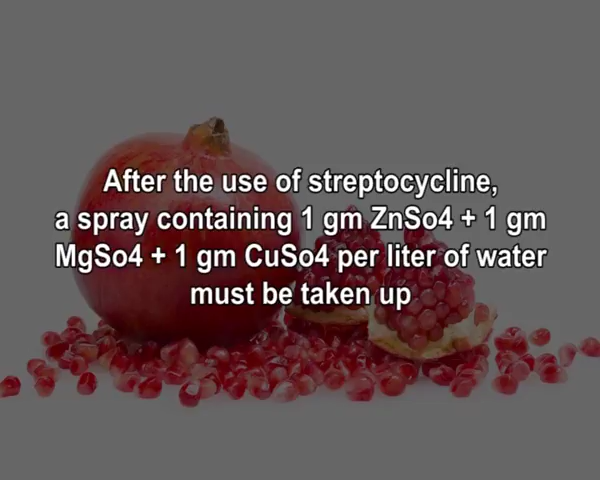 After the use of streptocycline,
a spray containing 1 gm ZnSo4 + 1 gm
MgSo4 + 1 gm CuSo4 per liter of water
must be taken up